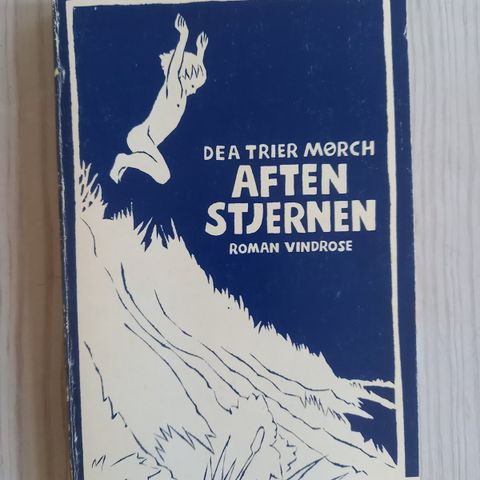 DEA TRIER MØRCH
AFTEN
STJERNEN
ROMAN VINDROSE